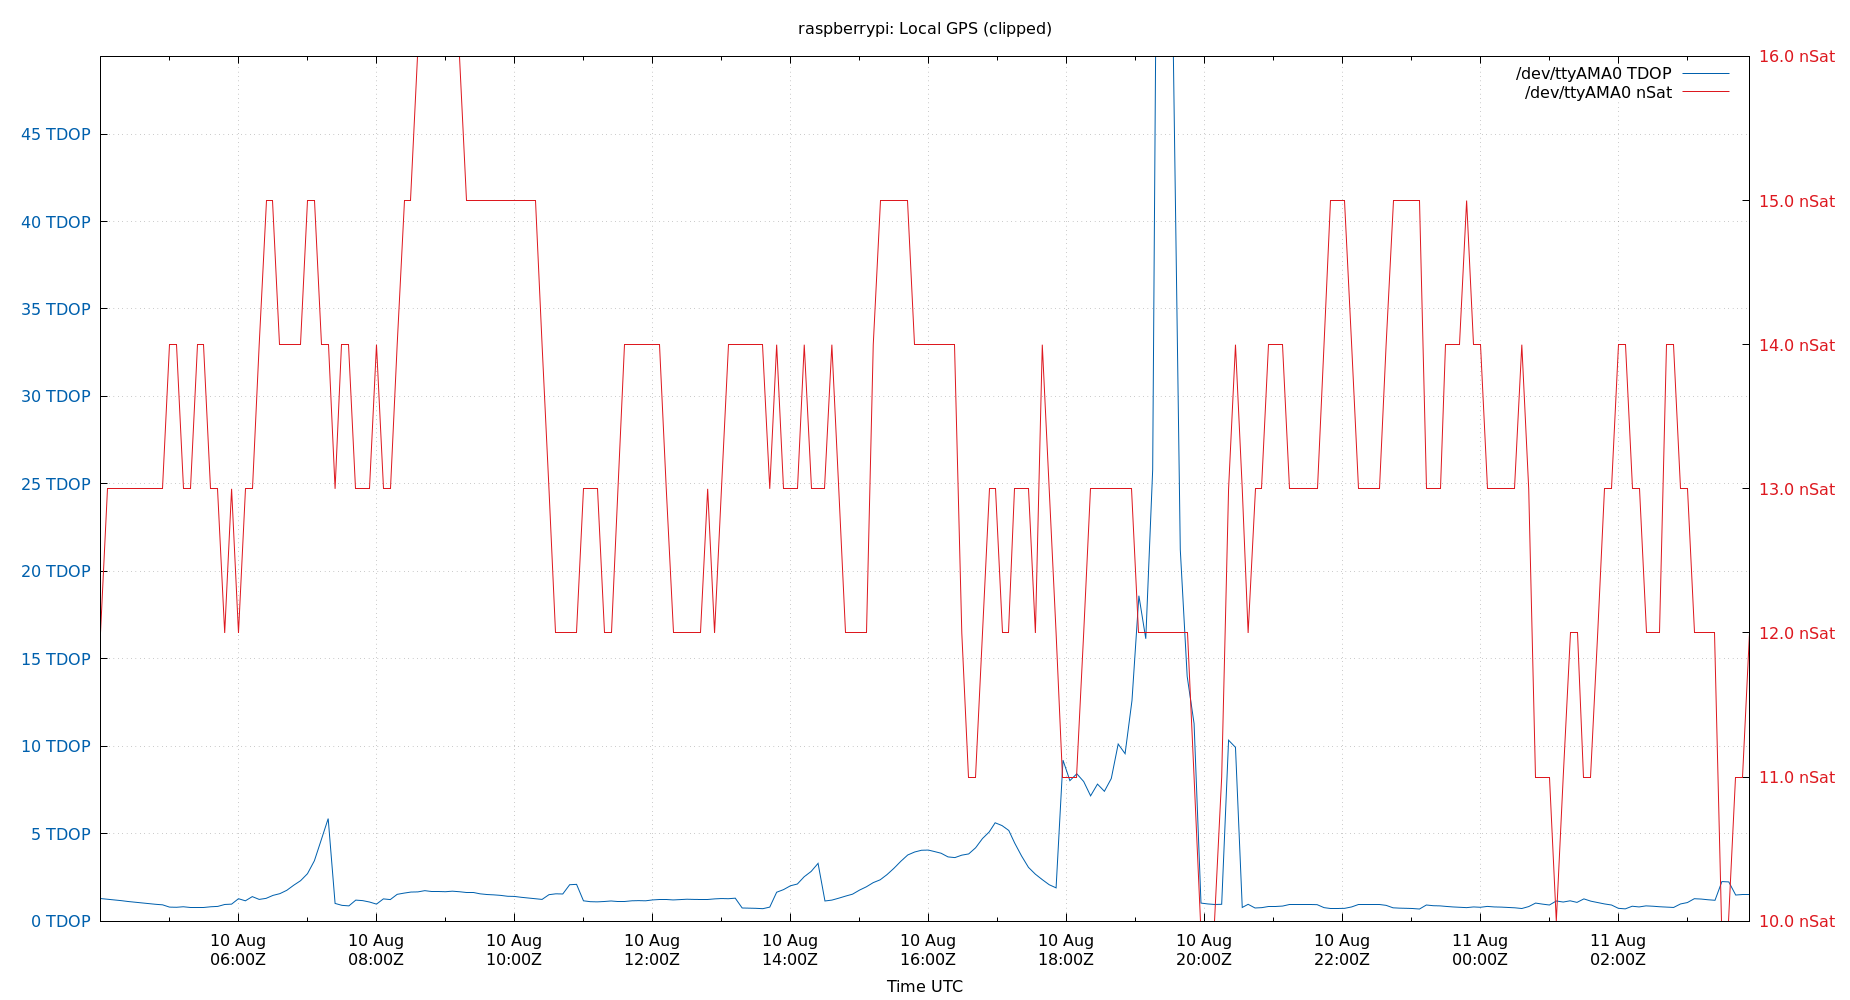 raspberrypi: Local GPS (clipped)
/dev/ttyAMA0 TDOP
/dev/ttyAMA0 nSat
45 TDOP
40 TDOP
35 TDOP
30 TDOP
25 TDOP
20 TDOP
15 TDOP
10 TDOP
5 TDOP
0 TDOP
16.0 nSat
15.0 nSat
14.0 nSat
13.0 nSat
12.0 nSat
11.0 nSat
10.0 nSat
10 Aug 10 Aug 10 Aug 10 Aug 10 Aug 10 Aug 10 Aug 10 Aug 10 Aug 11 Aug 11 Aug
06:00Z 08:00Z 10:00Z 12:00Z 14:00Z 16:00Z 18:00Z 20:00Z 22:00Z 00:00Z 02:00Z
Time UTC